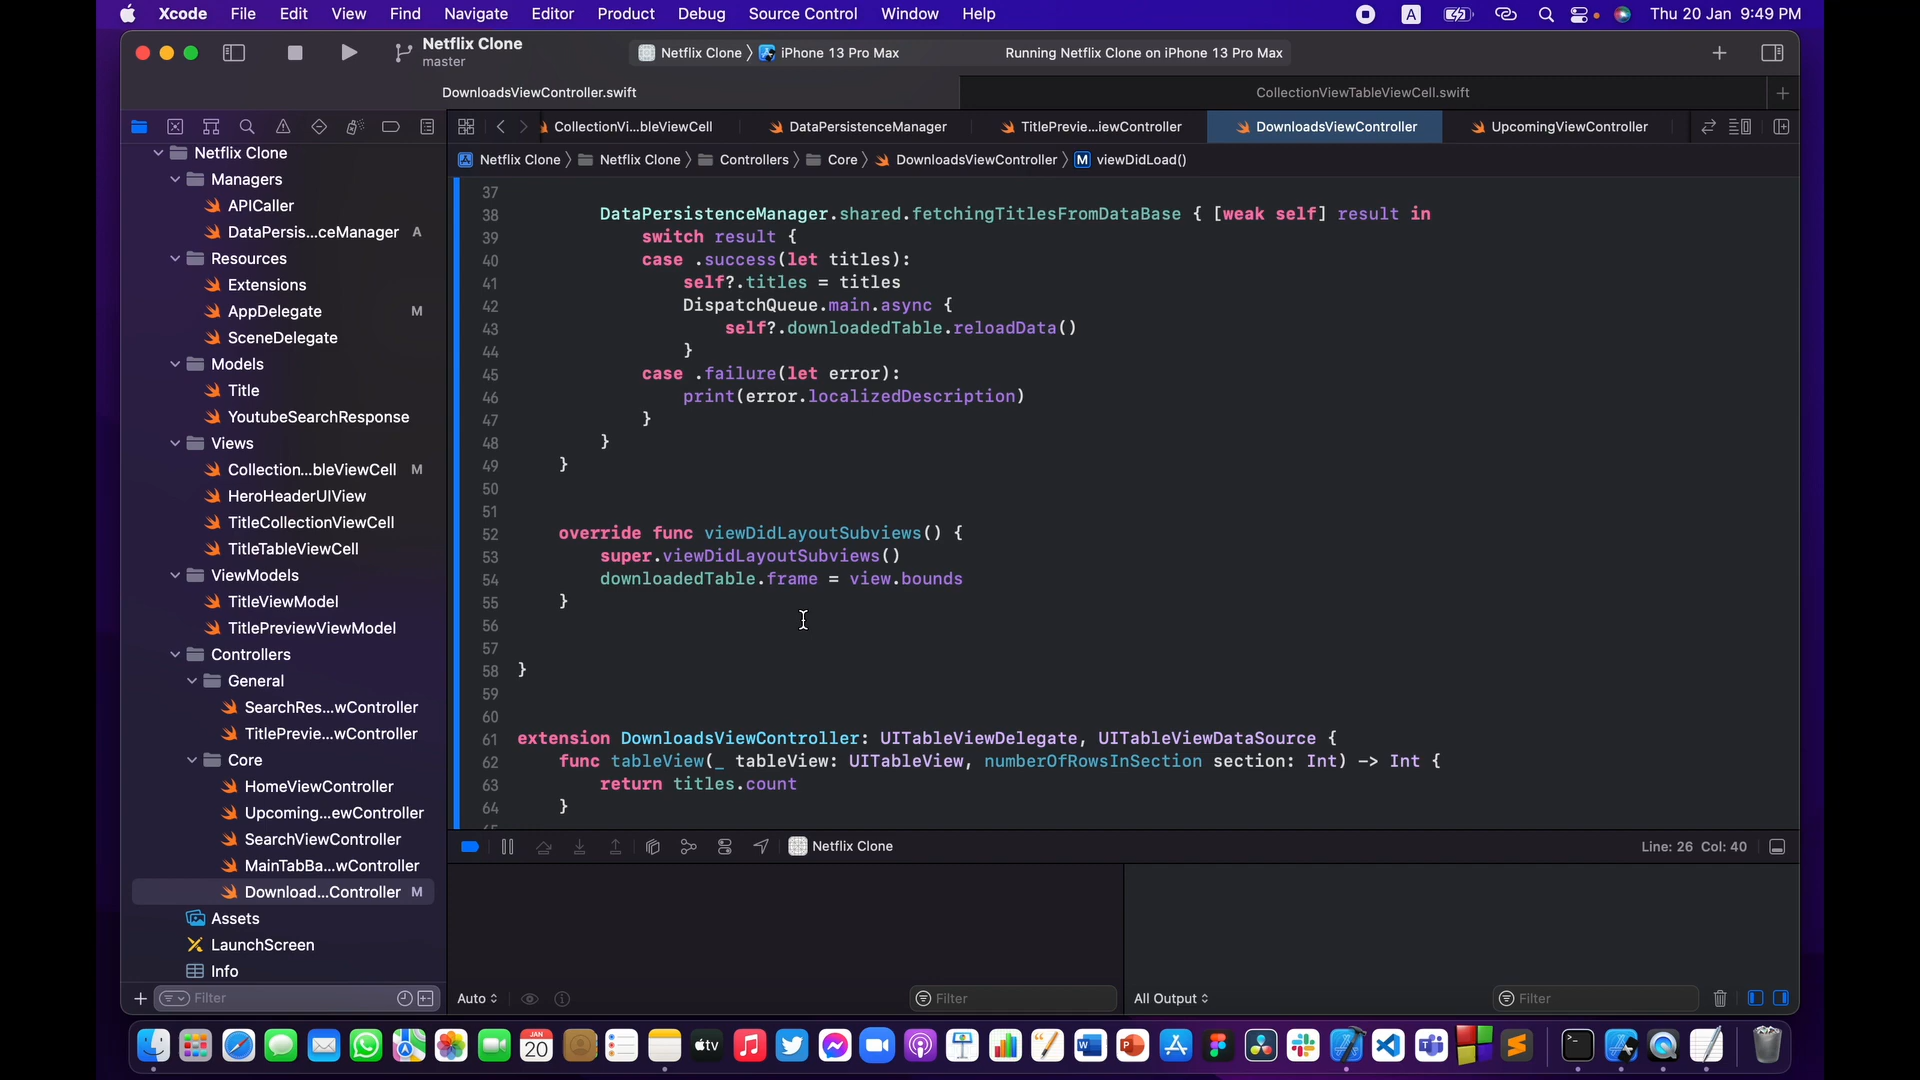 Xcode File Edit View Find Navigate Editor Product Debug Source Control Window Help A Thu 20 Jan 9:49 PM
Netflix Clone
master
Netflix Clone iPhone 13 Pro Max Running Netflix Clone on iPhone 13 Pro Max
DownloadsViewController.swift CollectionViewTableViewCell.swift
CollectionVi...bleViewCell DataPersistenceManager TitlePrevie...iewController DownloadsViewController UpcomingViewController
Netflix Clone Netflix Clone Controllers Core DownloadsViewController M viewDidLoad()
Netflix Clone
Managers
APICaller
DataPersis...ceManager A
Resources
Extensions
AppDelegate M
SceneDelegate
Models
Title
YoutubeSearchResponse
Views
Collection...bleViewCell M
HeroHeaderUIView
TitleCollectionViewCell
TitleTableViewCell
ViewModels
TitleViewModel
TitlePreviewViewModel
Controllers
General
SearchRes...wController
TitlePrevie...wController
Core
HomeViewController
Upcoming...ewController
SearchViewController
MainTabBa...wController
Download...Controller M
Assets
LaunchScreen
Info
Filter
37
38 DataPersistenceManager.shared.fetchingTitlesFromDataBase { [weak self] result in
39 switch result {
40 case .success(let titles):
41 self?.titles = titles
42 DispatchQueue.main.async {
43 self?.downloadedTable.reloadData()
44 }
45 case .failure(let error):
46 print(error.localizedDescription)
47 }
48 }
49 }
50
51
52 override func viewDidLayoutSubviews() {
53 super.viewDidLayoutSubviews()
54 downloadedTable.frame = view.bounds
55 }
56
57
58 }
59
60
61 extension DownloadsViewController: UITableViewDelegate, UITableViewDataSource {
62 func tableView(_ tableView: UITableView, numberOfRowsInSection section: Int) -> Int {
63 return titles.count
64 }
Netflix Clone Line: 26 Col: 40
Auto Filter All Output Filter
JAN
20
tv
W
P